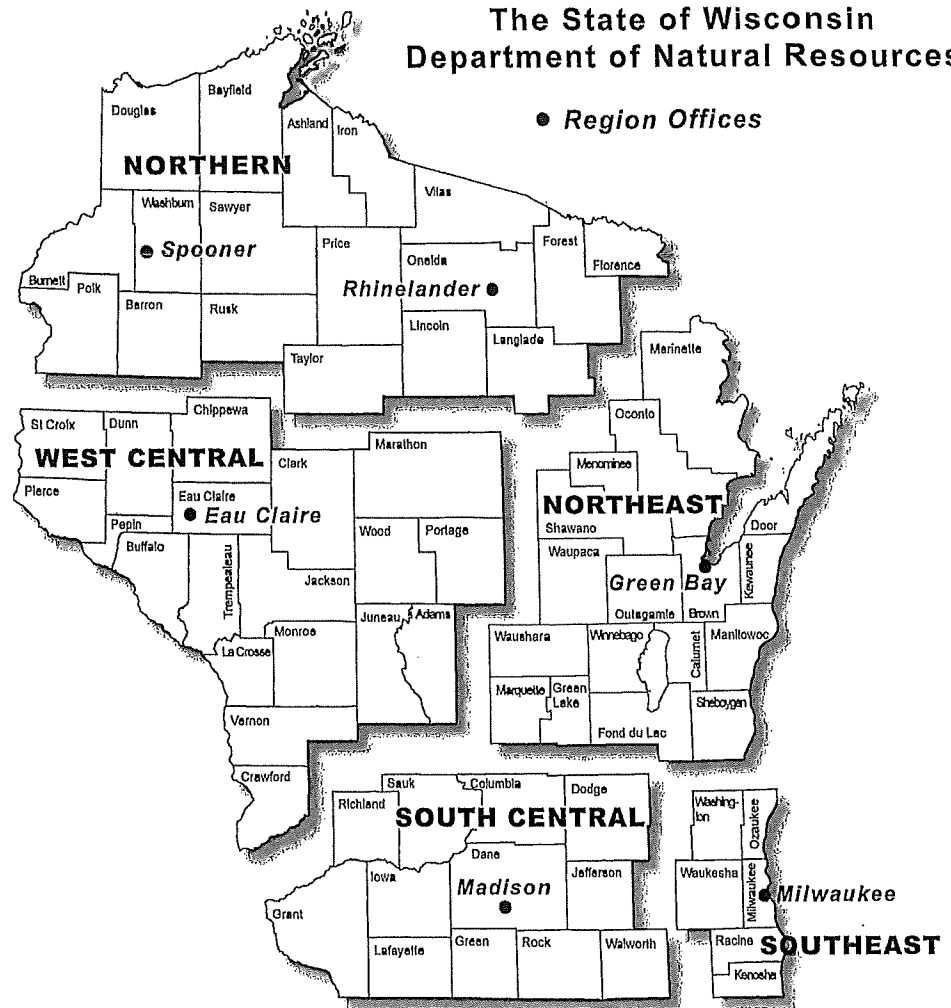 The State of Wisconsin
Department of Natural Resources
Region Offices
Douglas
Bayfield
Ashland
Iron
NORTHERN
Vilas
Washburn
Sawyer
Spooner
Price
Forest
Florence
Oneida
Rhinelander
Burnett
Polk
Barron
Rusk
Lincoln
Langlade
Taylor
Marinette
Chippewa
St Croix
Dunn
Oconto
Marathon
WEST CENTRAL
Clark
Menominee
Pierce
Eau Claire
Eau Claire
NORTHEAST
Pepin
Wood
Portage
Shawano
Door
Buffalo
Waupaca
Trempealeau
Jackson
Green Bay
Kewaunee
Juneau
Adams
Outagamie
Brown
Monroe
La Crosse
Waushara
Winnebago
Calumet
Manitowoc
Marquette
Green
Lake
Sheboygan
Vernon
Fond du Lac
Crawford
Sauk
Columbia
Dodge
Richland
SOUTH CENTRAL
Washing-
ton
Ozaukee
Dane
Iowa
Jefferson
Waukesha
Madison
Milwaukee
Milwaukee
Grant
Lafayette
Green
Rock
Walworth
Racine
SOUTHEAST
Kenosha